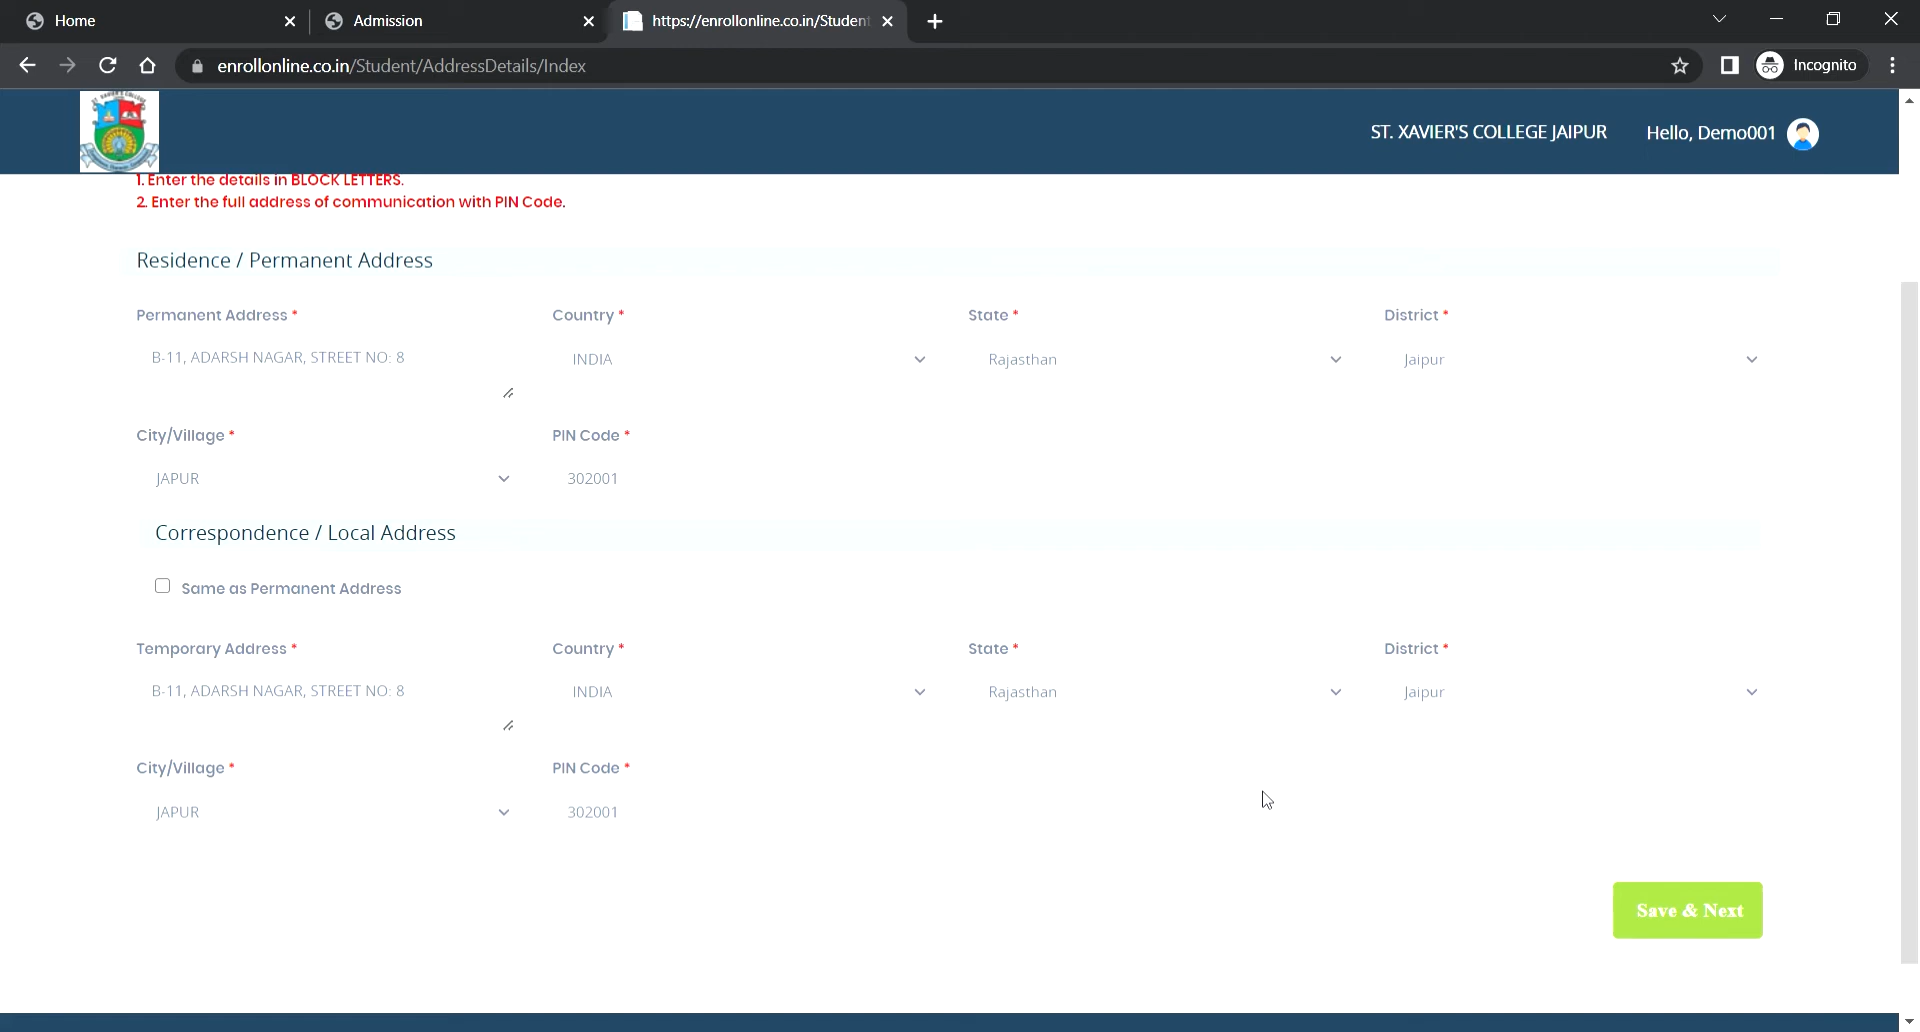 Home
Admission
https://enrollonline.co.in/Student
enrollonline.co.in/Student/AddressDetails/Index
Incognito
ST. XAVIER'S COLLEGE JAIPUR
Hello, Demo001
1. Enter the details in BLOCK LETTERS.
2. Enter the full address of communication with PIN Code.
Residence / Permanent Address
Permanent Address * Country * State * District *
B-11, ADARSH NAGAR, STREET NO: 8 INDIA Rajasthan Jaipur
City/Village * PIN Code *
JAPUR 302001
Correspondence / Local Address
Same as Permanent Address
Temporary Address * Country * State * District *
B-11, ADARSH NAGAR, STREET NO: 8 INDIA Rajasthan Jaipur
City/Village * PIN Code *
JAPUR 302001
Save & Next